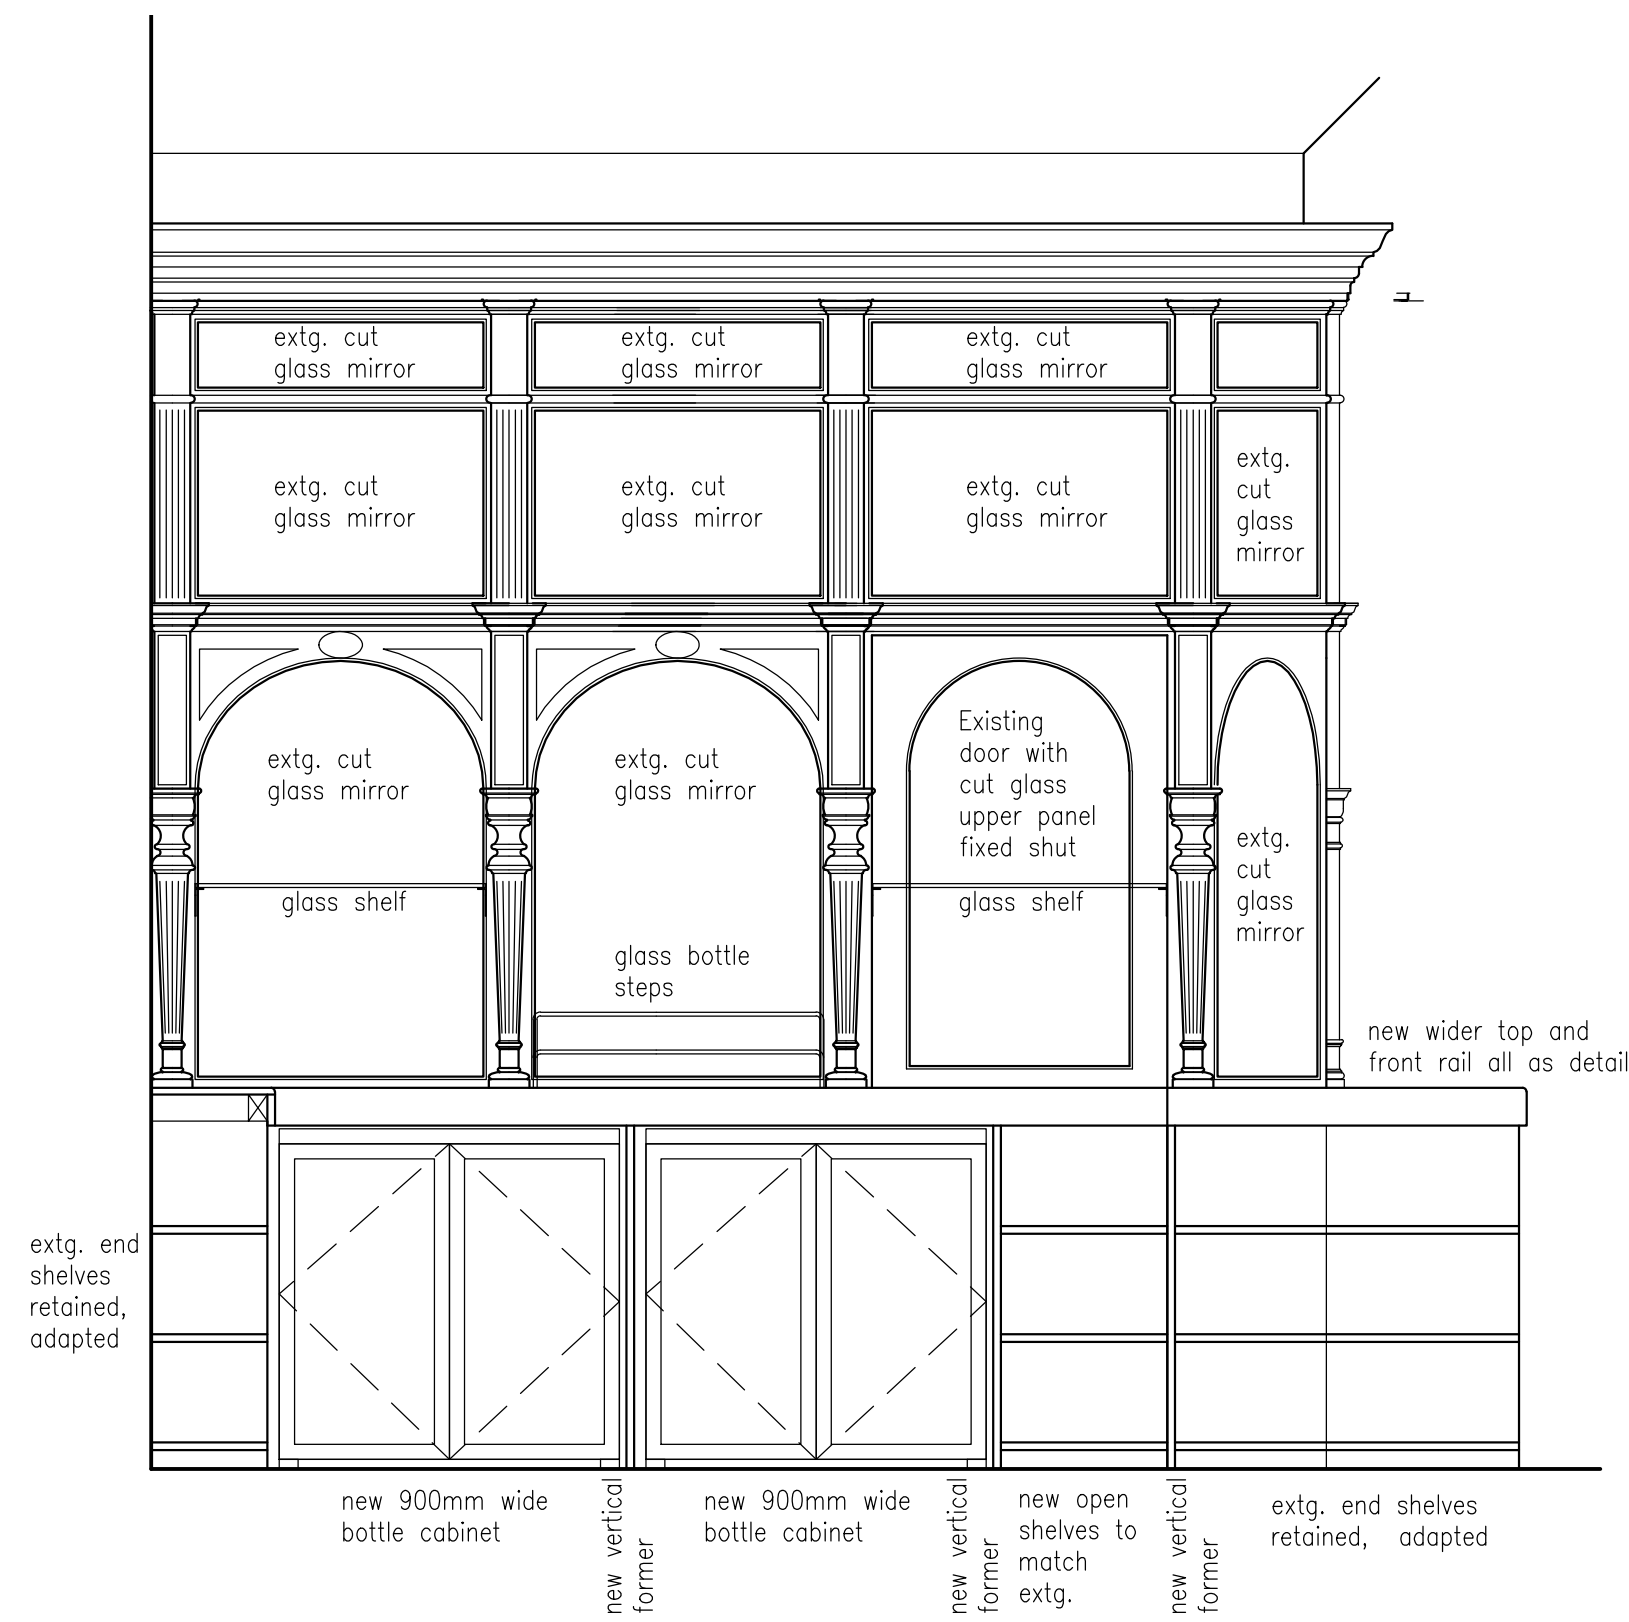 extg. cut
glass mirror
extg. cut
glass mirror
extg. cut
glass mirror
extg. cut
glass mirror
extg. cut
glass mirror
extg. cut
glass mirror
extg.
cut
glass
mirror
extg. cut
glass mirror
glass shelf
extg. cut
glass mirror
glass bottle
steps
Existing
door with
cut glass
upper panel
fixed shut
glass shelf
extg.
cut
glass
mirror
new wider top and
front rail all as detail
extg. end
shelves
retained,
adapted
new 900mm wide
bottle cabinet
new vertical
former
new 900mm wide
bottle cabinet
new vertical
former
new open
shelves to
match
extg.
new vertical
former
extg. end shelves
retained, adapted